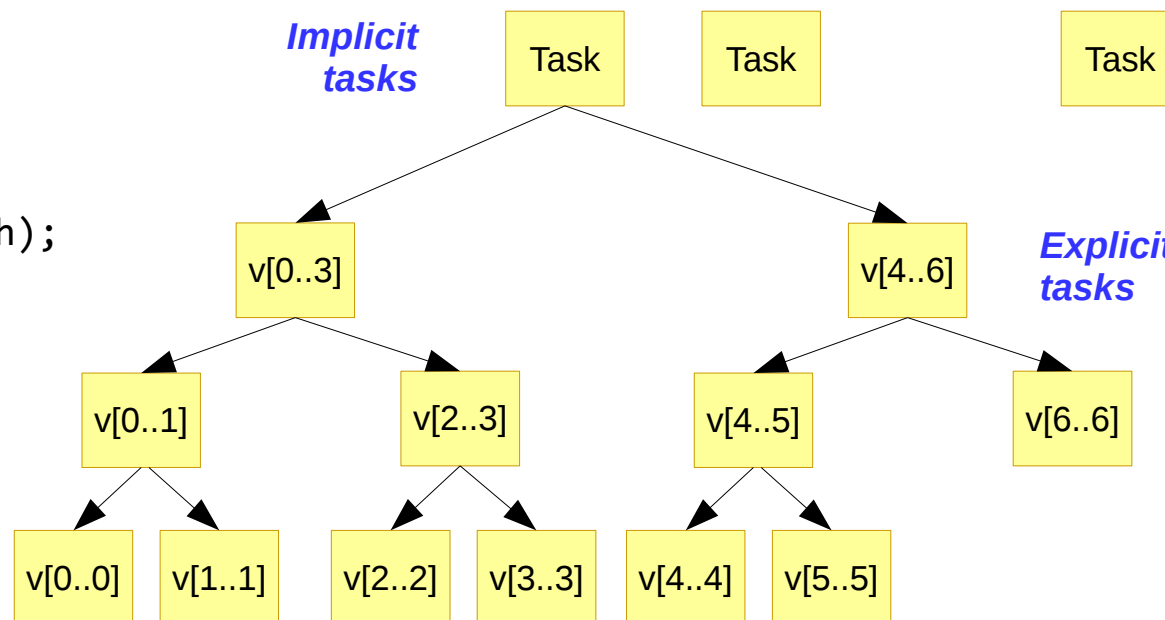 Implicit
tasks
Task
Task
Task
h);
v[0..3]
v[4..6]
Explicit
tasks
v[0..1]
v[2..3]
v[4..5]
v[6..6]
v[0..0]
v[1..1]
v[2..2]
v[3..3]
v[4..4]
v[5..5]